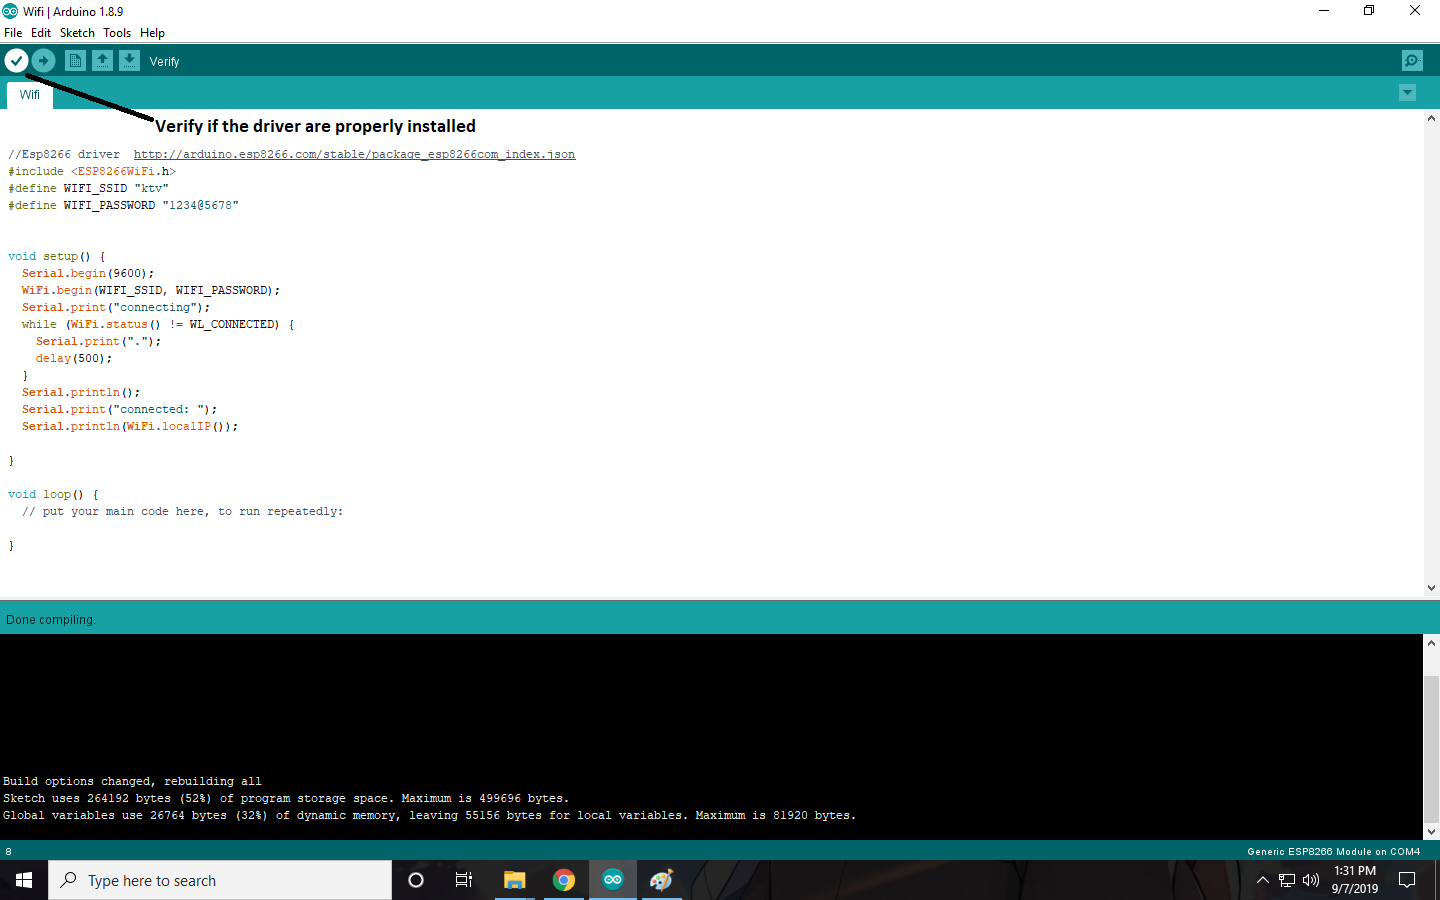 Wifi | Arduino 1.8.9
File Edit Sketch Tools Help
Verify
Wifi
Verify if the driver are properly installed
//Esp8266 driver  http://arduino.esp8266.com/stable/package_esp8266com_index.json
#include <ESP8266WiFi.h>
#define WIFI_SSID "ktv"
#define WIFI_PASSWORD "1234@5678"
void setup() {
  Serial.begin(9600);
  WiFi.begin(WIFI_SSID, WIFI_PASSWORD);
  Serial.print("connecting");
  while (WiFi.status() != WL_CONNECTED) {
    Serial.print(".");
    delay(500);
  }
  Serial.println();
  Serial.print("connected: ");
  Serial.println(WiFi.localIP());
}
void loop() {
  // put your main code here, to run repeatedly:
}
Done compiling.
Build options changed, rebuilding all
Sketch uses 264192 bytes (52%) of program storage space. Maximum is 499696 bytes.
Global variables use 26764 bytes (32%) of dynamic memory, leaving 55156 bytes for local variables. Maximum is 81920 bytes.
8
Generic ESP8266 Module on COM4
Type here to search
1:31 PM
9/7/2019